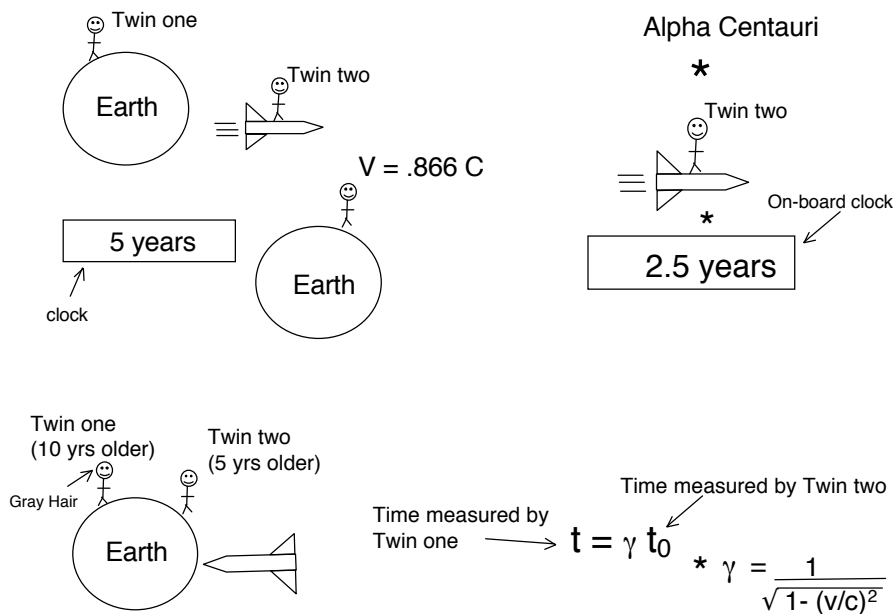 Twin one
Earth
Twin two
V = .866 C
5 years
clock
Earth
Alpha Centauri
*
Twin two
*
On-board clock
2.5 years
Twin one
(10 yrs older)
Gray Hair
Twin two
(5 yrs older)
Earth
Time measured by
Twin one
Time measured by Twin two
t = γ t₀
* γ = 1 / √1- (v/c)²